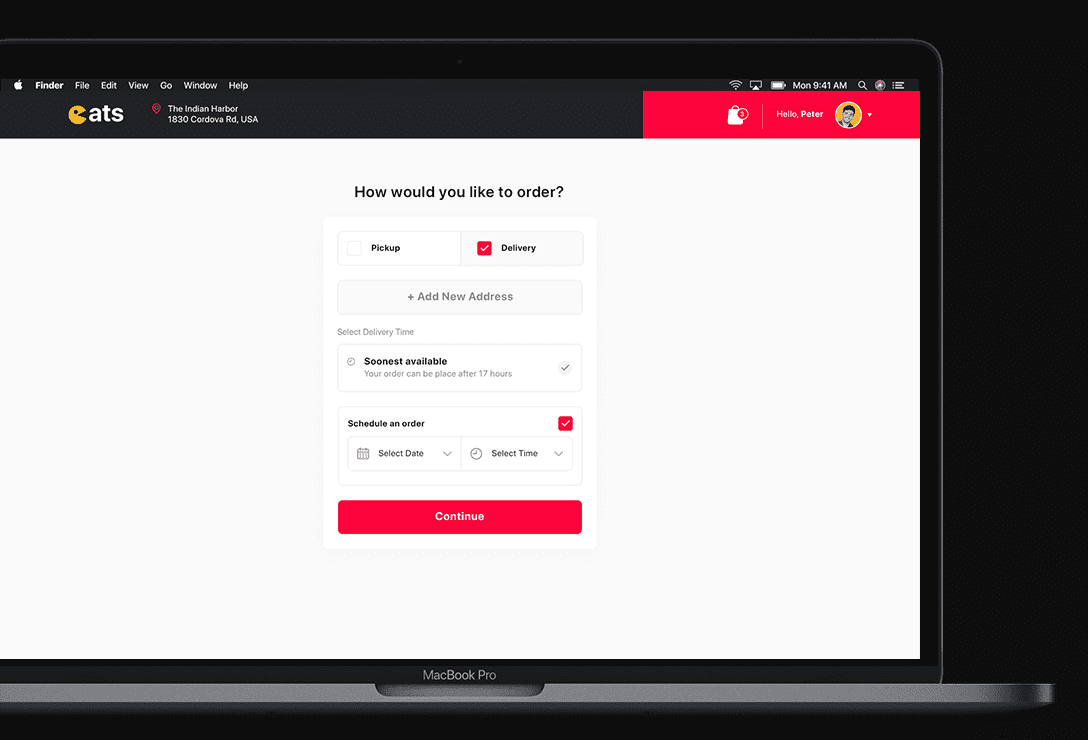 Finder File Edit View Go Window Help
Mon 9:41 AM
eats
The Indian Harbor
1830 Cordova Rd, USA
3
Hello, Peter
How would you like to order?
Pickup
Delivery
+ Add New Address
Select Delivery Time
Soonest available
Your order can be place after 17 hours
Schedule an order
Select Date
Select Time
Continue
MacBook Pro